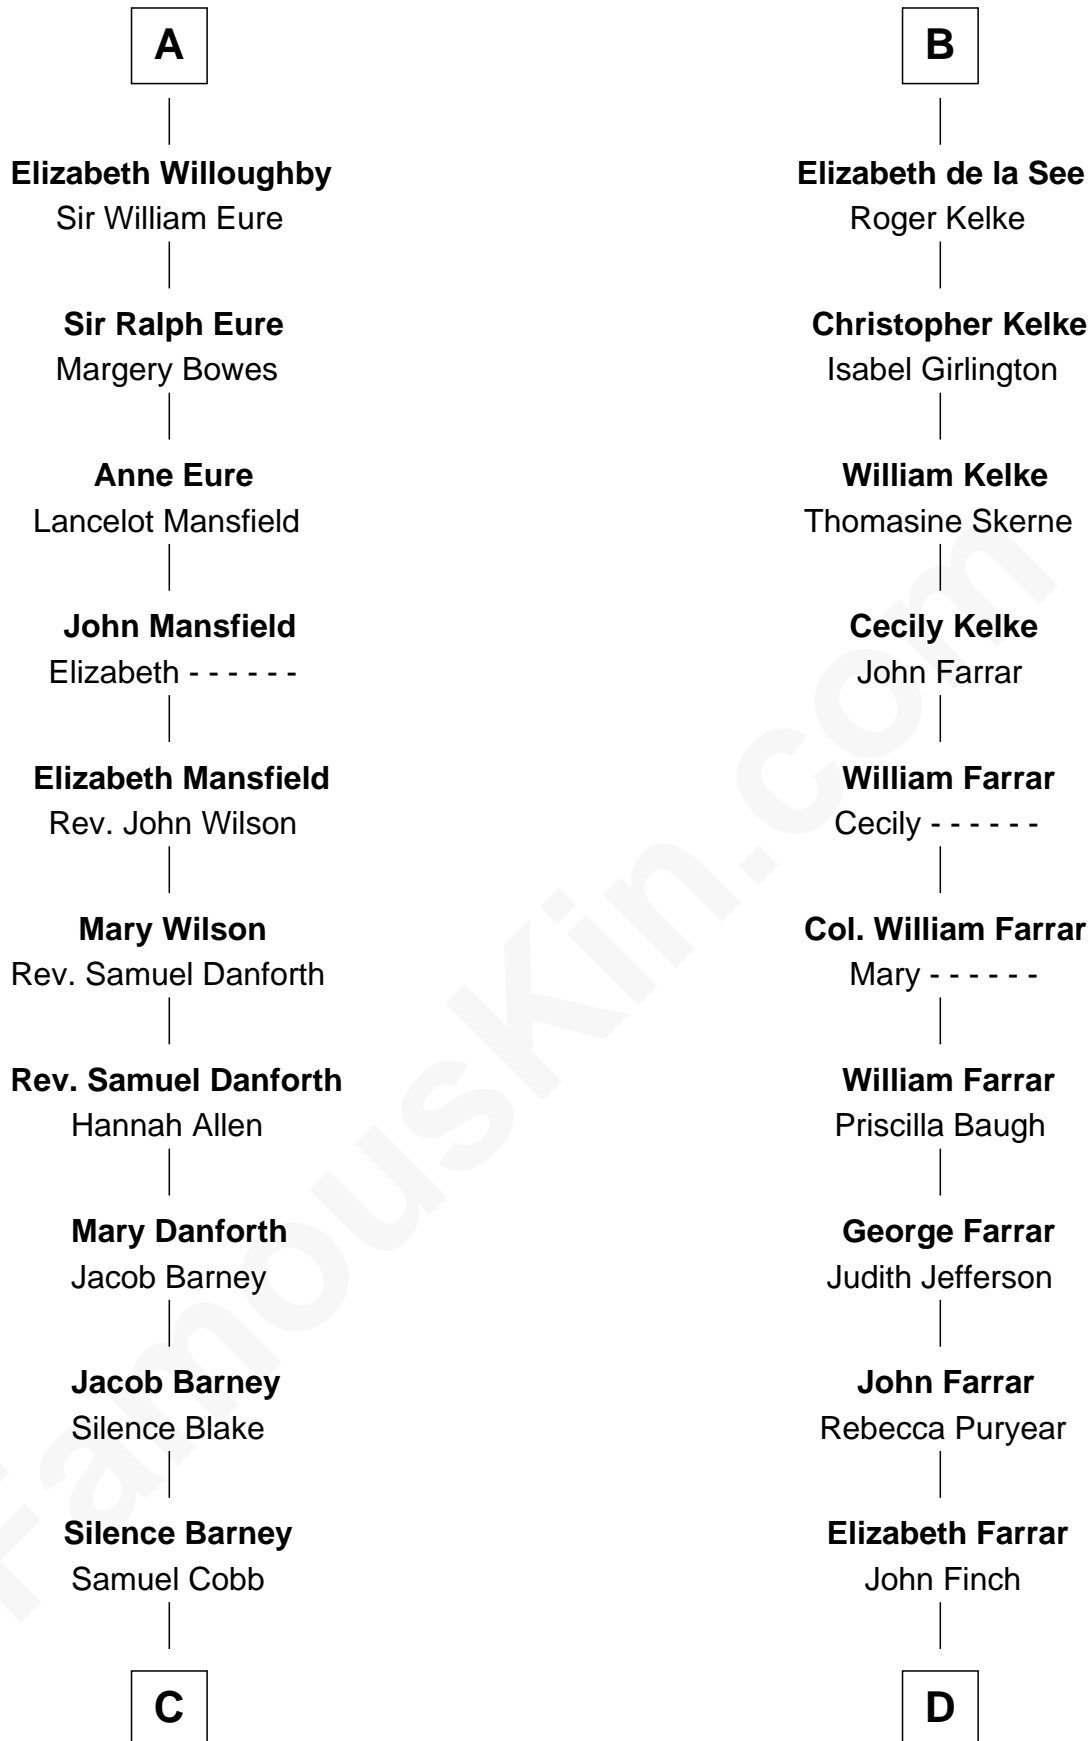 A
Elizabeth Willoughby
Sir William Eure
Sir Ralph Eure
Margery Bowes
Anne Eure
Lancelot Mansfield
John Mansfield
Elizabeth - - - - - -
Elizabeth Mansfield
Rev. John Wilson
Mary Wilson
Rev. Samuel Danforth
Rev. Samuel Danforth
Hannah Allen
Mary Danforth
Jacob Barney
Jacob Barney
Silence Blake
Silence Barney
Samuel Cobb
C
B
Elizabeth de la See
Roger Kelke
Christopher Kelke
Isabel Girlington
William Kelke
Thomasine Skerne
Cecily Kelke
John Farrar
William Farrar
Cecily - - - - - -
Col. William Farrar
Mary - - - - - -
William Farrar
Priscilla Baugh
George Farrar
Judith Jefferson
John Farrar
Rebecca Puryear
Elizabeth Farrar
John Finch
D
FamousKin.com